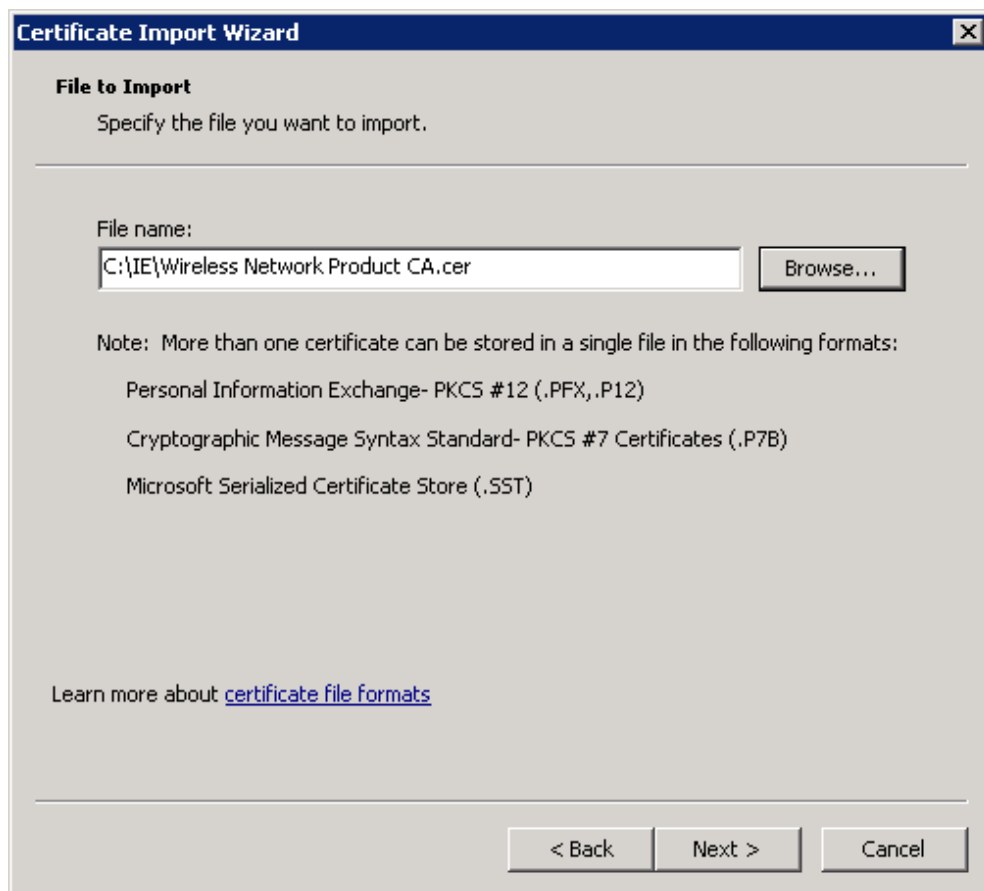 Certificate Import Wizard
File to Import
Specify the file you want to import.
File name:
C:\IE\Wireless Network Product CA.cer
Browse...
Note:  More than one certificate can be stored in a single file in the following formats:
Personal Information Exchange- PKCS #12 (.PFX,.P12)
Cryptographic Message Syntax Standard- PKCS #7 Certificates (.P7B)
Microsoft Serialized Certificate Store (.SST)
Learn more about certificate file formats
< Back Next > Cancel